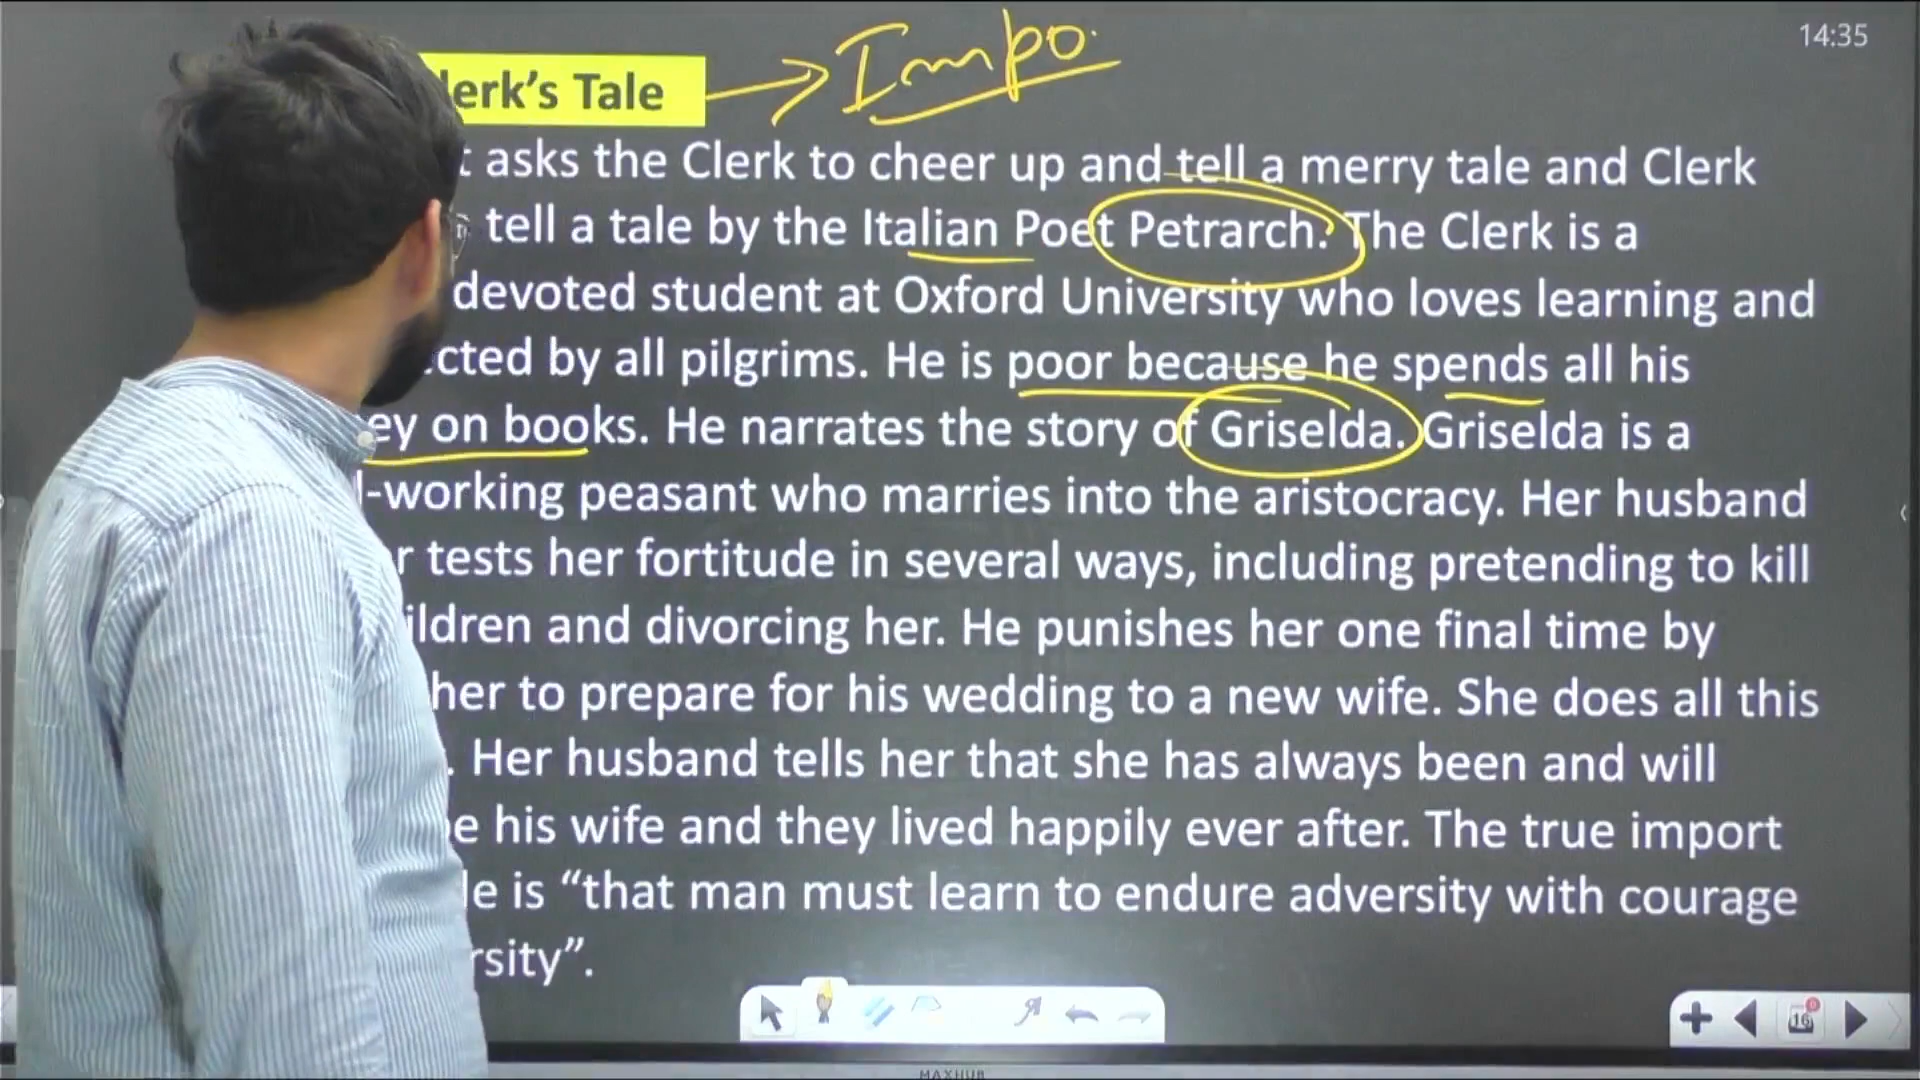 Impo.
14:35
lerk's Tale
t asks the Clerk to cheer up and tell a merry tale and Clerk
tell a tale by the Italian Poet Petrarch. The Clerk is a
devoted student at Oxford University who loves learning and
cted by all pilgrims. He is poor because he spends all his
ey on books. He narrates the story of Griselda. Griselda is a
-working peasant who marries into the aristocracy. Her husband
r tests her fortitude in several ways, including pretending to kill
ildren and divorcing her. He punishes her one final time by
her to prepare for his wedding to a new wife. She does all this
. Her husband tells her that she has always been and will
e his wife and they lived happily ever after. The true import
le is “that man must learn to endure adversity with courage
rsity”.
16
MAXHUB